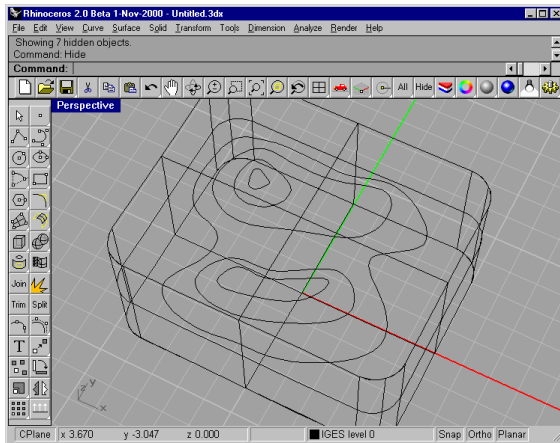 Rhinoceros 2.0 Beta 1-Nov-2000 - Untitled.3dx
File Edit View Curve Surface Solid Transform Tools Dimension Analyze Render Help
Showing 7 hidden objects.
Command: Hide
Command:
All Hide
Perspective
Join
Trim Split
T
z y
x
CPlane x 3.670 y -3.047 z 0.000 IGES level 0 Snap Ortho Planar